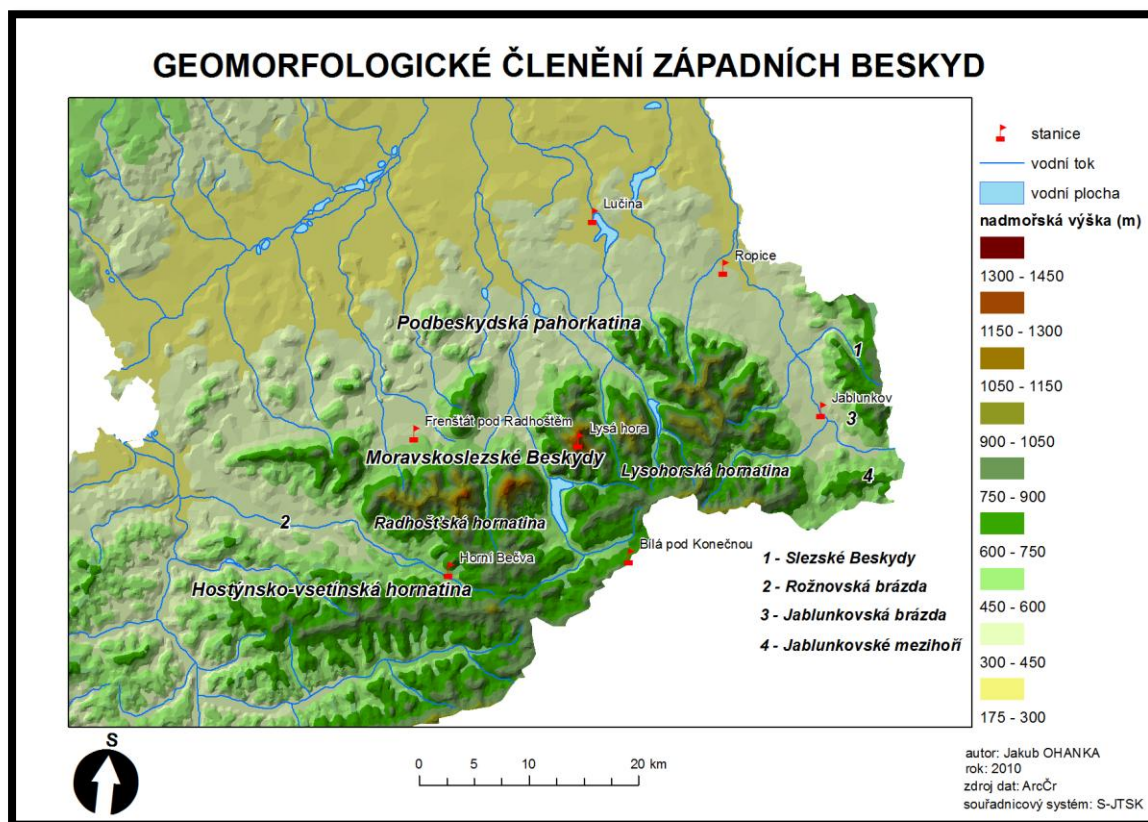 GEOMORFOLOGICKÉ ČLENĚNÍ ZÁPADNÍCH BESKYD
stanice
vodní tok
vodní plocha
nadmořská výška (m)
1300 - 1450
1150 - 1300
1050 - 1150
900 - 1050
750 - 900
600 - 750
450 - 600
300 - 450
175 - 300
Lučina
Ropice
Podbeskydská pahorkatina
1
Jablunkov
3
Frenštát pod Radhoštěm
Lysá hora
Moravskoslezské Beskydy
Lysohorská hornatina
4
2
Radhošťská hornatina
Bílá pod Konečnou
Horní Bečva
Hostýnsko-vsetínská hornatina
1 - Slezské Beskydy
2 - Rožnovská brázda
3 - Jablunkovská brázda
4 - Jablunkovské mezihoří
S
0 5 10 20 km
autor: Jakub OHANKA
rok: 2010
zdroj dat: ArcČr
souřadnicový systém: S-JTSK